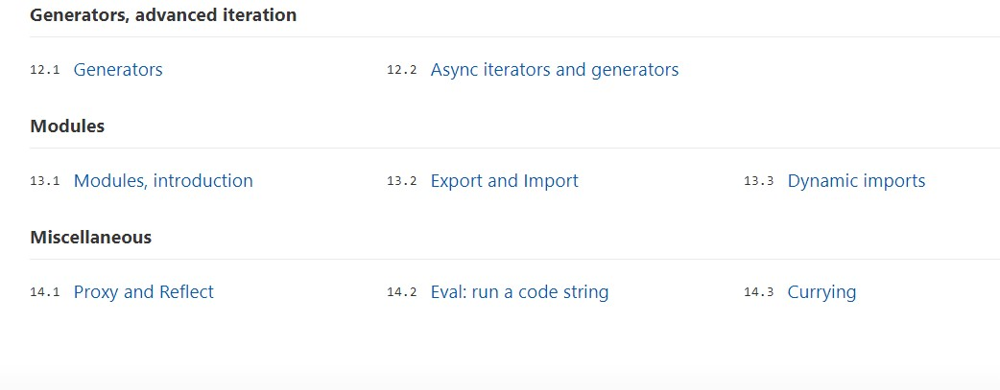 Generators, advanced iteration
12.1 Generators 12.2 Async iterators and generators
Modules
13.1 Modules, introduction 13.2 Export and Import 13.3 Dynamic imports
Miscellaneous
14.1 Proxy and Reflect 14.2 Eval: run a code string 14.3 Currying